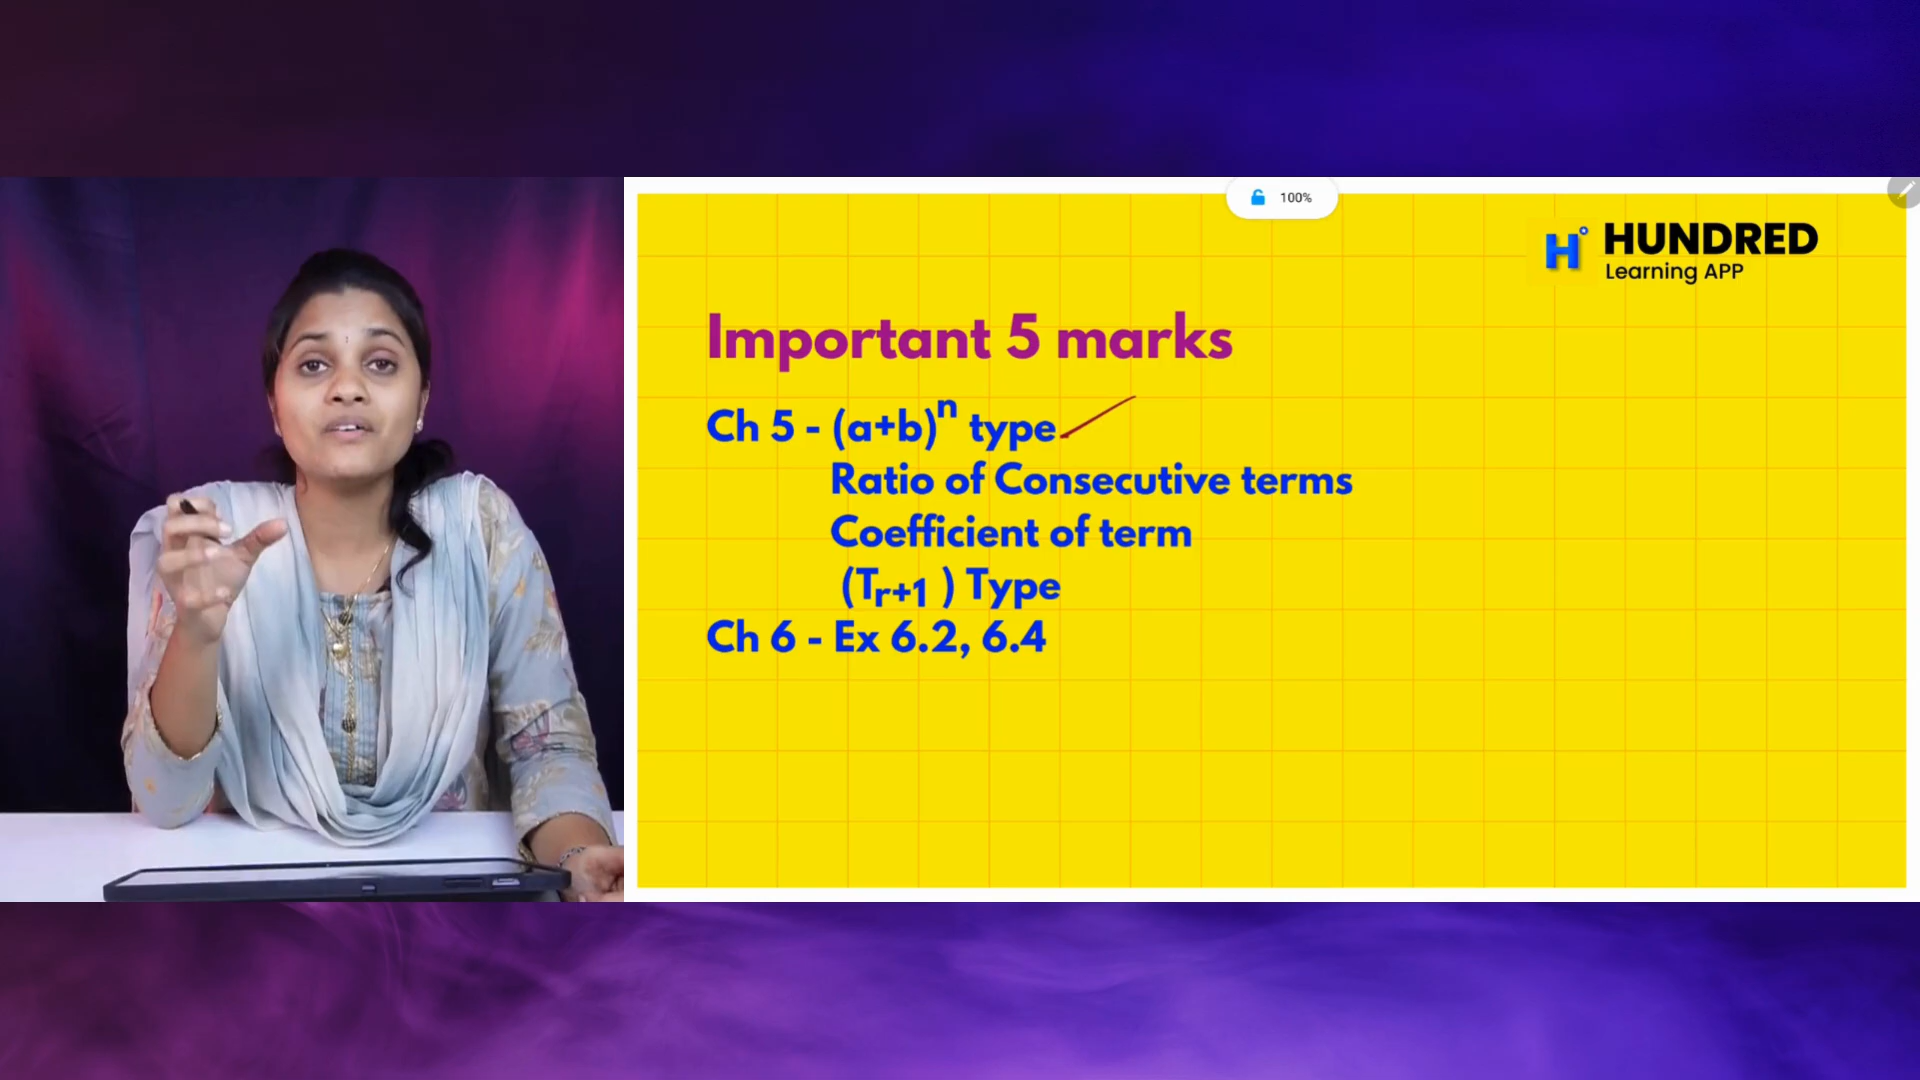 100%
H° HUNDRED
Learning APP
Important 5 marks
Ch 5 - (a+b)ⁿ type
Ratio of Consecutive terms
Coefficient of term
(Tᵣ₊₁ ) Type
Ch 6 - Ex 6.2, 6.4